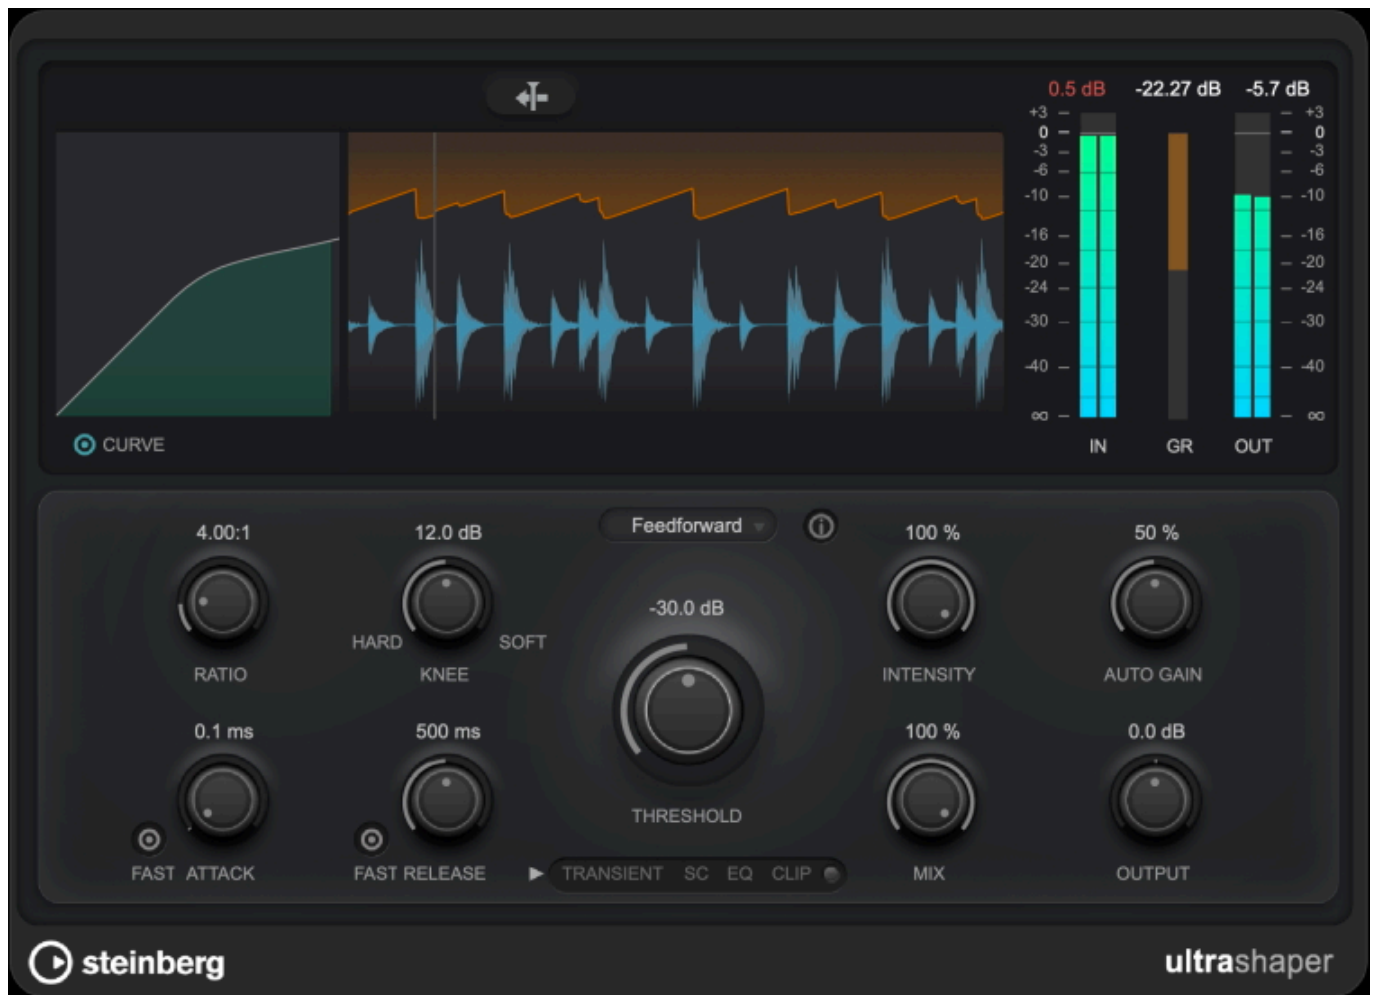 0.5 dB -22.27 dB -5.7 dB
+3 +3
0 0
-3 -3
-6 -6
-10 -10
-16 -16
-20 -20
-24 -24
-30 -30
-40 -40
∞ ∞
CURVE IN GR OUT
4.00:1 12.0 dB Feedforward 100 % 50 %
-30.0 dB
HARD SOFT
RATIO KNEE INTENSITY AUTO GAIN
0.1 ms 500 ms 100 % 0.0 dB
THRESHOLD
FAST ATTACK FAST RELEASE TRANSIENT SC EQ CLIP MIX OUTPUT
steinberg ultrashaper